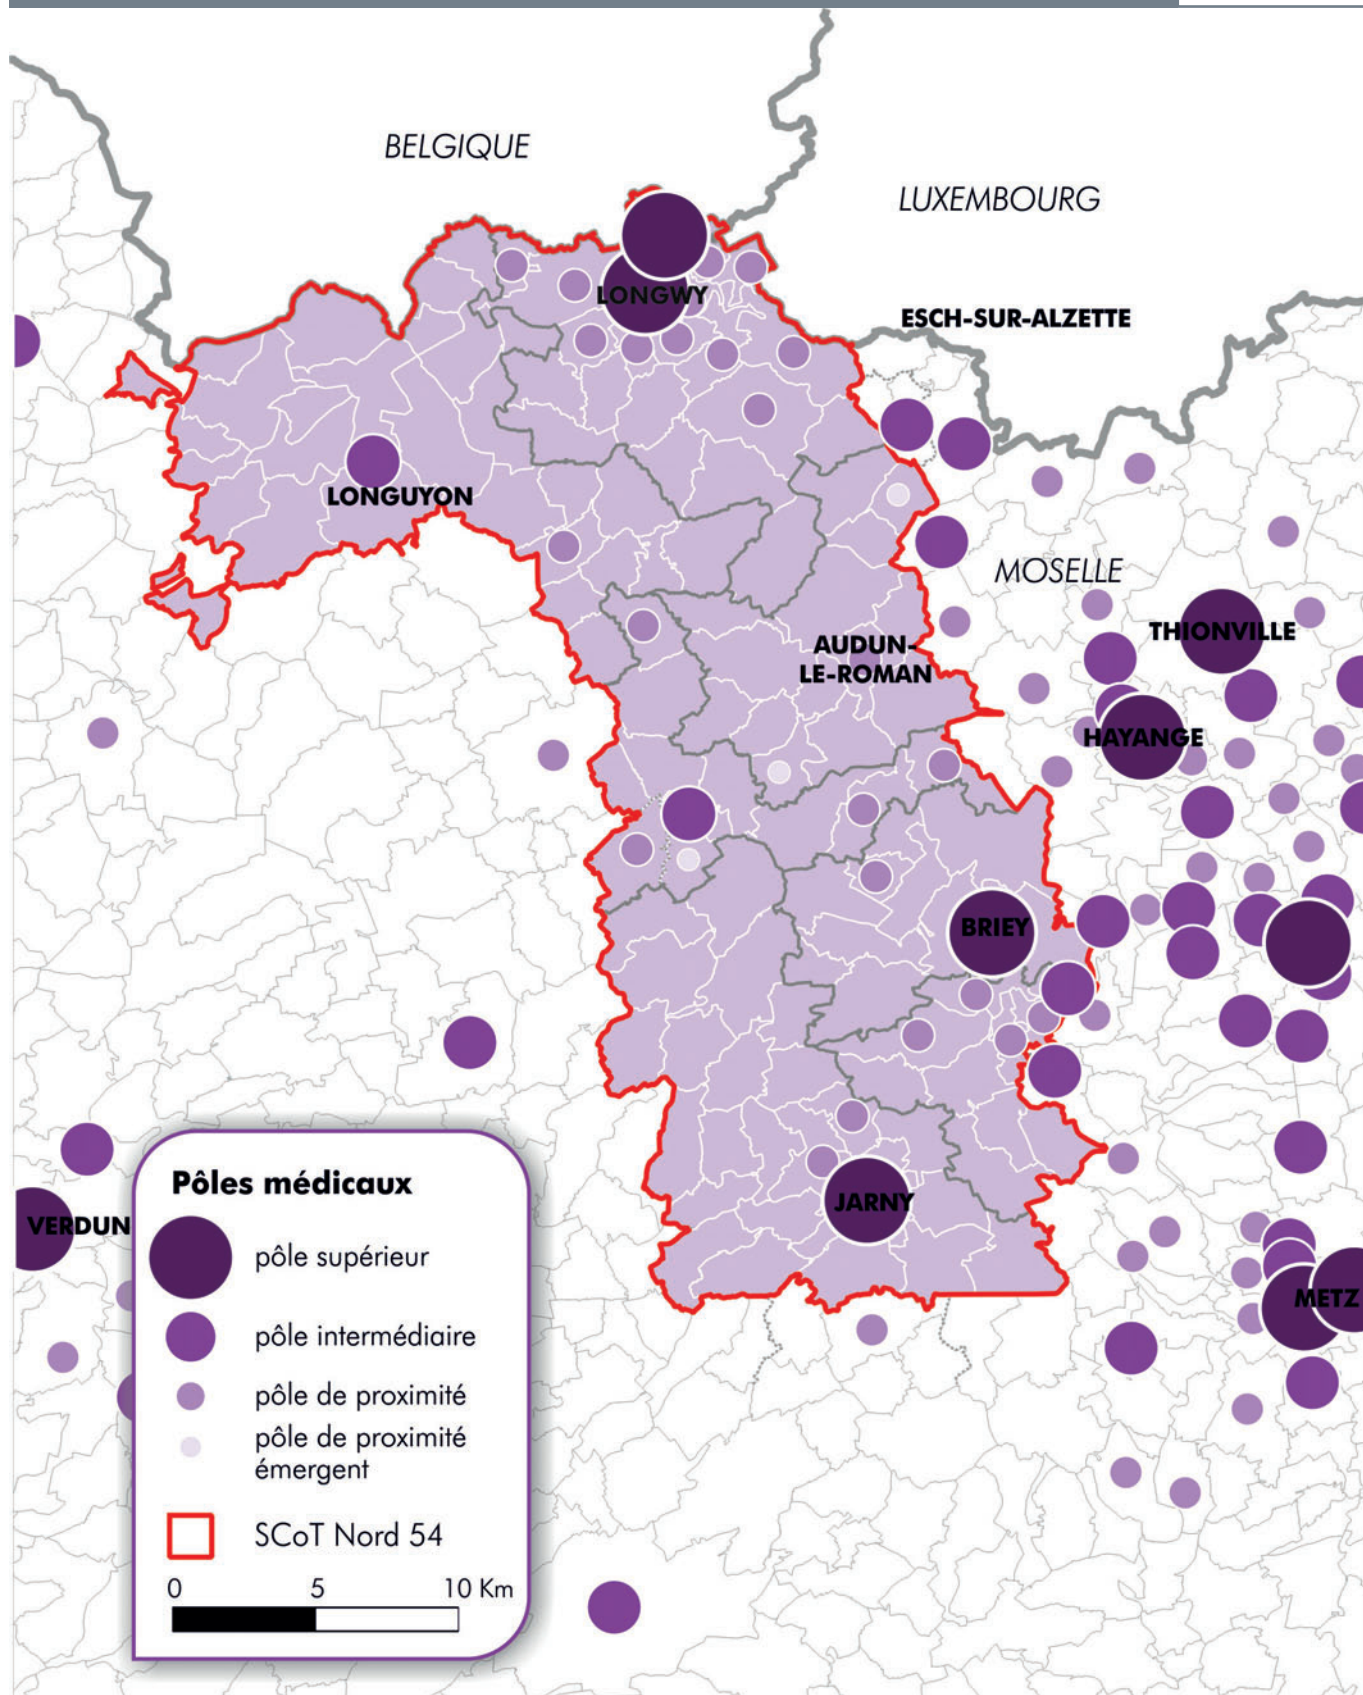 BELGIQUE
LUXEMBOURG
LONGWY
ESCH-SUR-ALZETTE
LONGUYON
MOSELLE
THIONVILLE
AUDUN-
LE-ROMAN
HAYANGE
BRIEY
JARNY
VERDUN
METZ
Pôles médicaux
pôle supérieur
pôle intermédiaire
pôle de proximité
pôle de proximité
émergent
SCoT Nord 54
0 5 10 Km